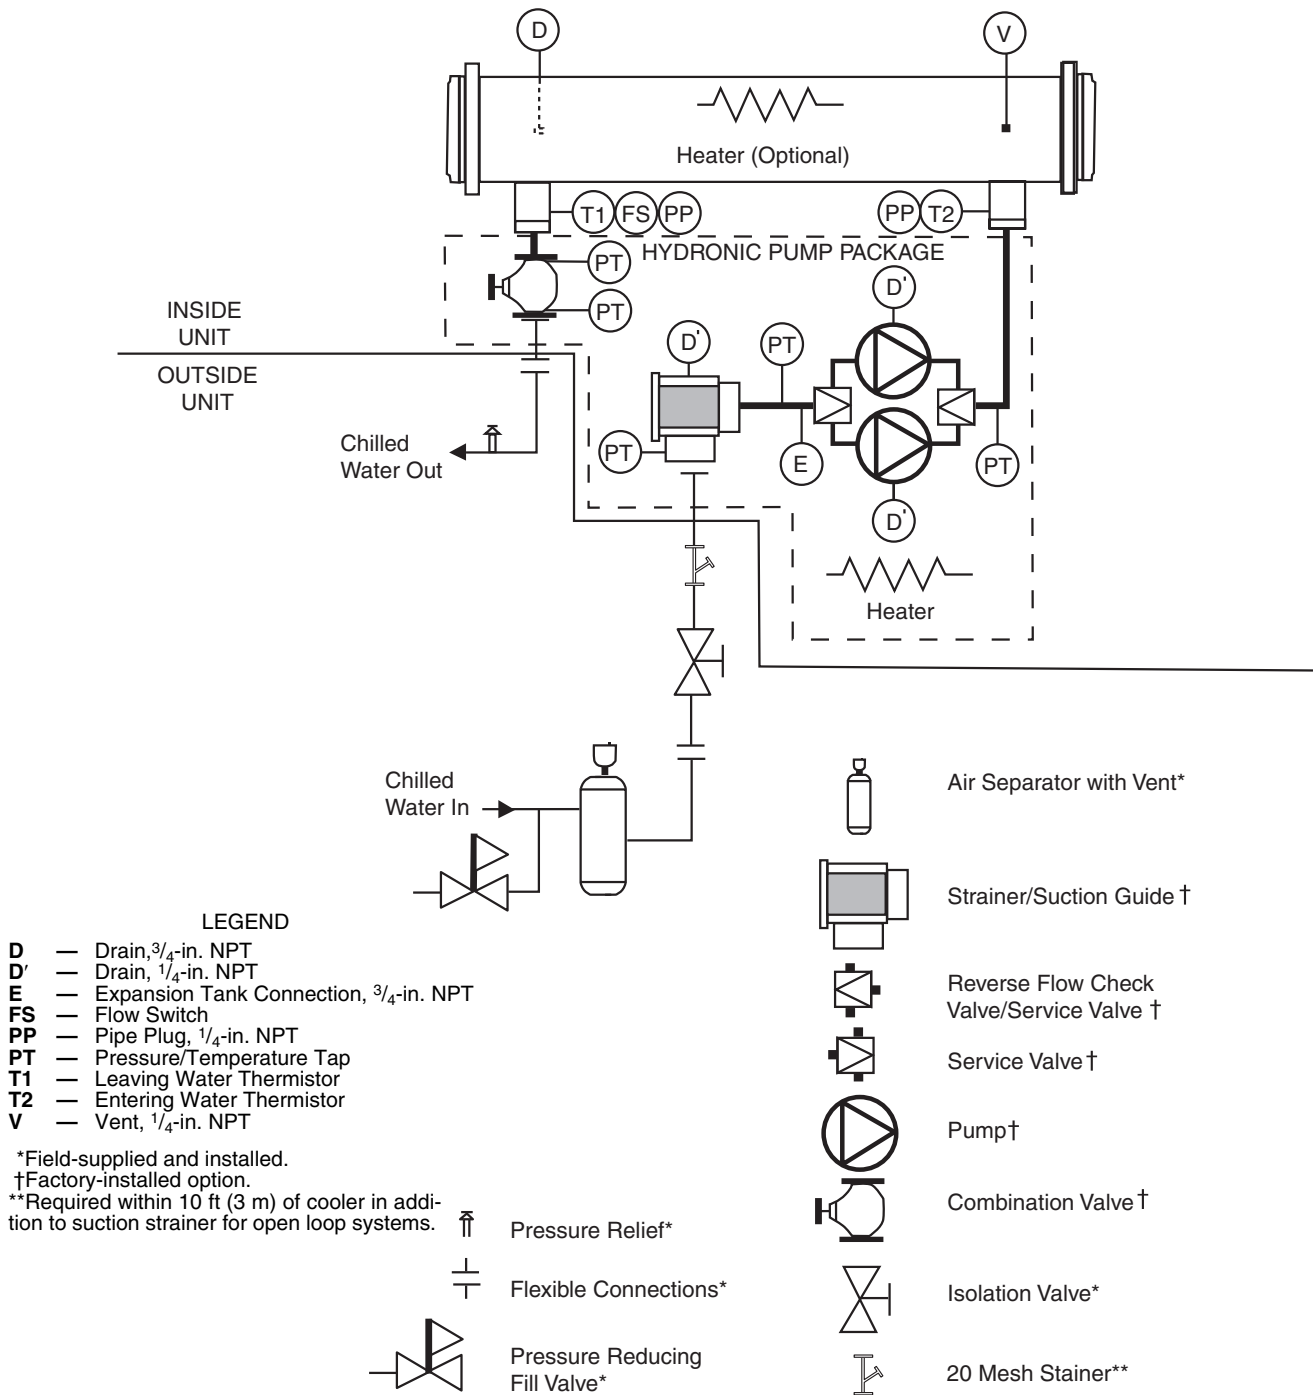 D
V
Heater (Optional)
T1 FS PP
PP T2
HYDRONIC PUMP PACKAGE
PT
PT
D'
INSIDE
UNIT
OUTSIDE
UNIT
D'
PT
Chilled
Water Out
PT
E
PT
D'
Heater
Chilled
Water In
LEGEND
D — Drain,3/4-in. NPT
D′ — Drain, 1/4-in. NPT
E — Expansion Tank Connection, 3/4-in. NPT
FS — Flow Switch
PP — Pipe Plug, 1/4-in. NPT
PT — Pressure/Temperature Tap
T1 — Leaving Water Thermistor
T2 — Entering Water Thermistor
V — Vent, 1/4-in. NPT
*Field-supplied and installed.
†Factory-installed option.
**Required within 10 ft (3 m) of cooler in addi-
tion to suction strainer for open loop systems.
Pressure Relief*
Flexible Connections*
Pressure Reducing
Fill Valve*
Air Separator with Vent*
Strainer/Suction Guide †
Reverse Flow Check
Valve/Service Valve †
Service Valve†
Pump†
Combination Valve†
Isolation Valve*
20 Mesh Stainer**